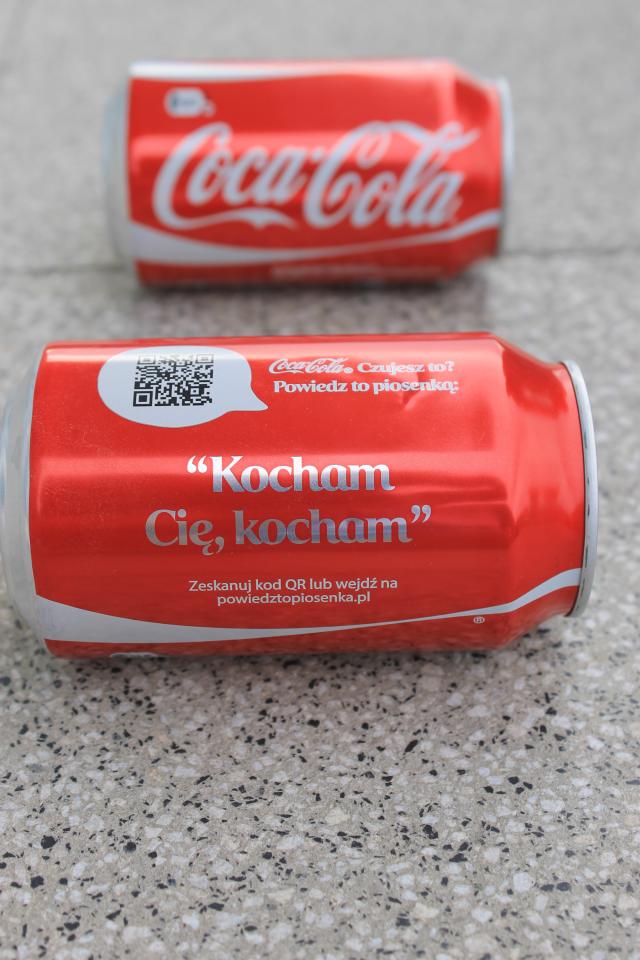 Coca-Cola
Coca-Cola® Czujesz to?
Powiedz to piosenką:
“Kocham
Cię, kocham”
Zeskanuj kod QR lub wejdź na
powiedztopiosenka.pl
®